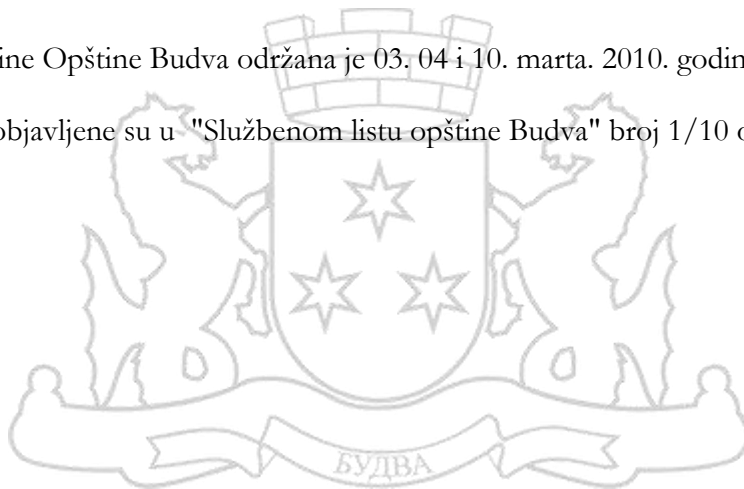 ine Opštine Budva održana je 03. 04 i 10. marta. 2010. godin
objavljene su u "Službenom listu opštine Budva" broj 1/10 o
БУДВА